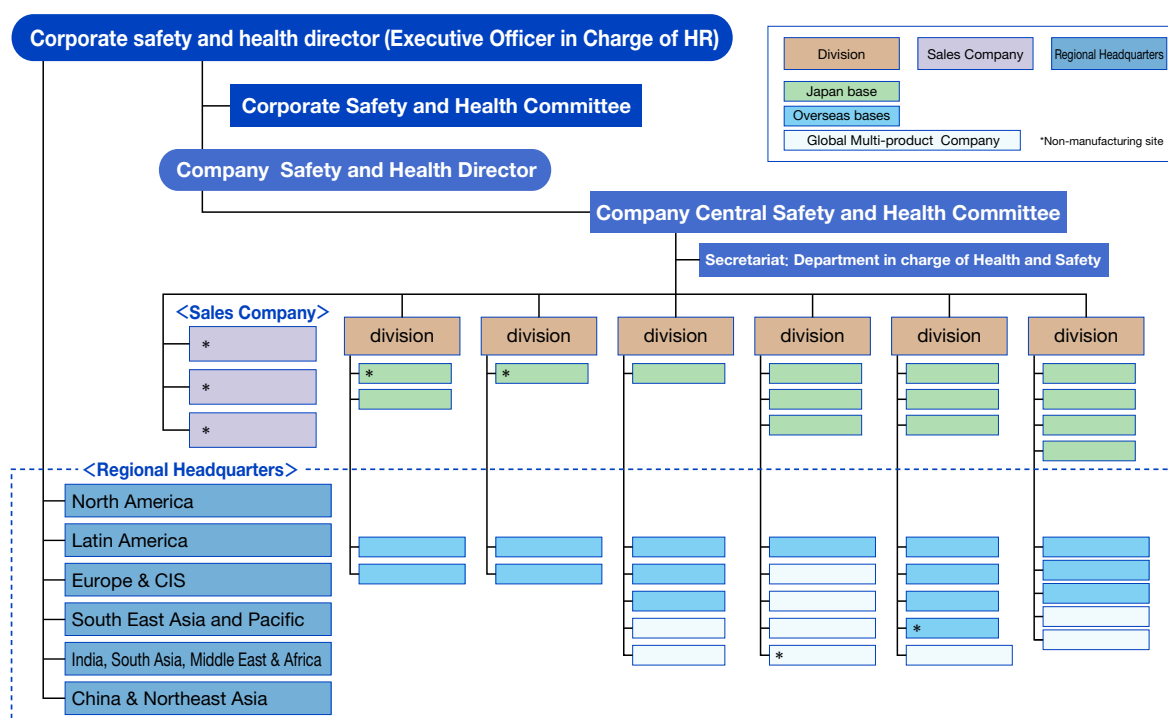 Corporate safety and health director (Executive Officer in Charge of HR)
Division
Sales Company
Regional Headquarters
Japan base
Overseas bases
Global Multi-product Company
*Non-manufacturing site
Corporate Safety and Health Committee
Company Safety and Health Director
Company Central Safety and Health Committee
Secretariat: Department in charge of Health and Safety
<Sales Company>
*
*
*
division
division
division
division
division
division
*
*
<Regional Headquarters>
North America
Latin America
Europe & CIS
South East Asia and Pacific
India, South Asia, Middle East & Africa
China & Northeast Asia
*
*